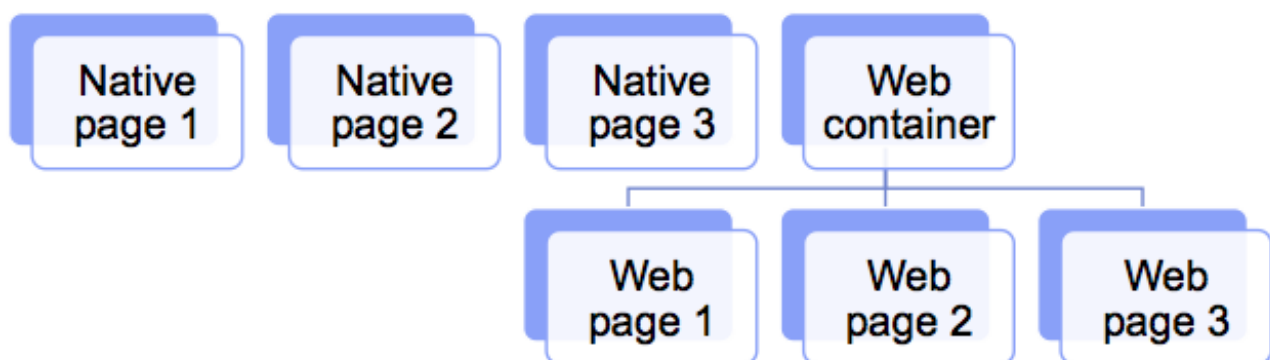 Native
page 1
Native
page 2
Native
page 3
Web
container
Web
page 1
Web
page 2
Web
page 3